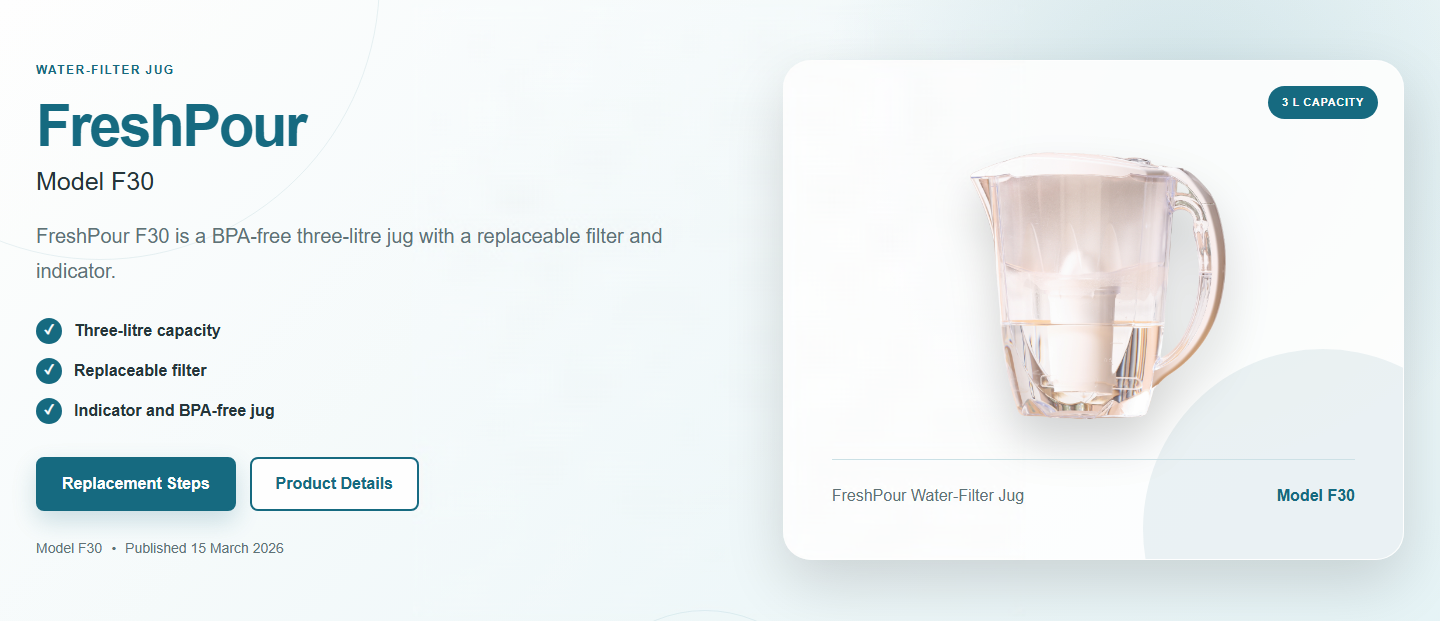 WATER-FILTER JUG
FreshPour
Model F30
FreshPour F30 is a BPA-free three-litre jug with a replaceable filter and
indicator.
Three-litre capacity
Replaceable filter
Indicator and BPA-free jug
Replacement Steps
Product Details
Model F30 • Published 15 March 2026
3 L CAPACITY
FreshPour Water-Filter Jug
Model F30